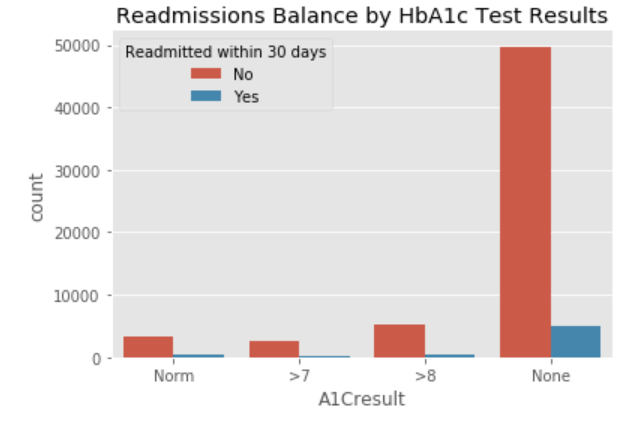 Readmissions Balance by HbA1c Test Results
Readmitted within 30 days
No
Yes
50000
40000
30000
20000
10000
0
count
Norm >7 >8 None
A1Cresult